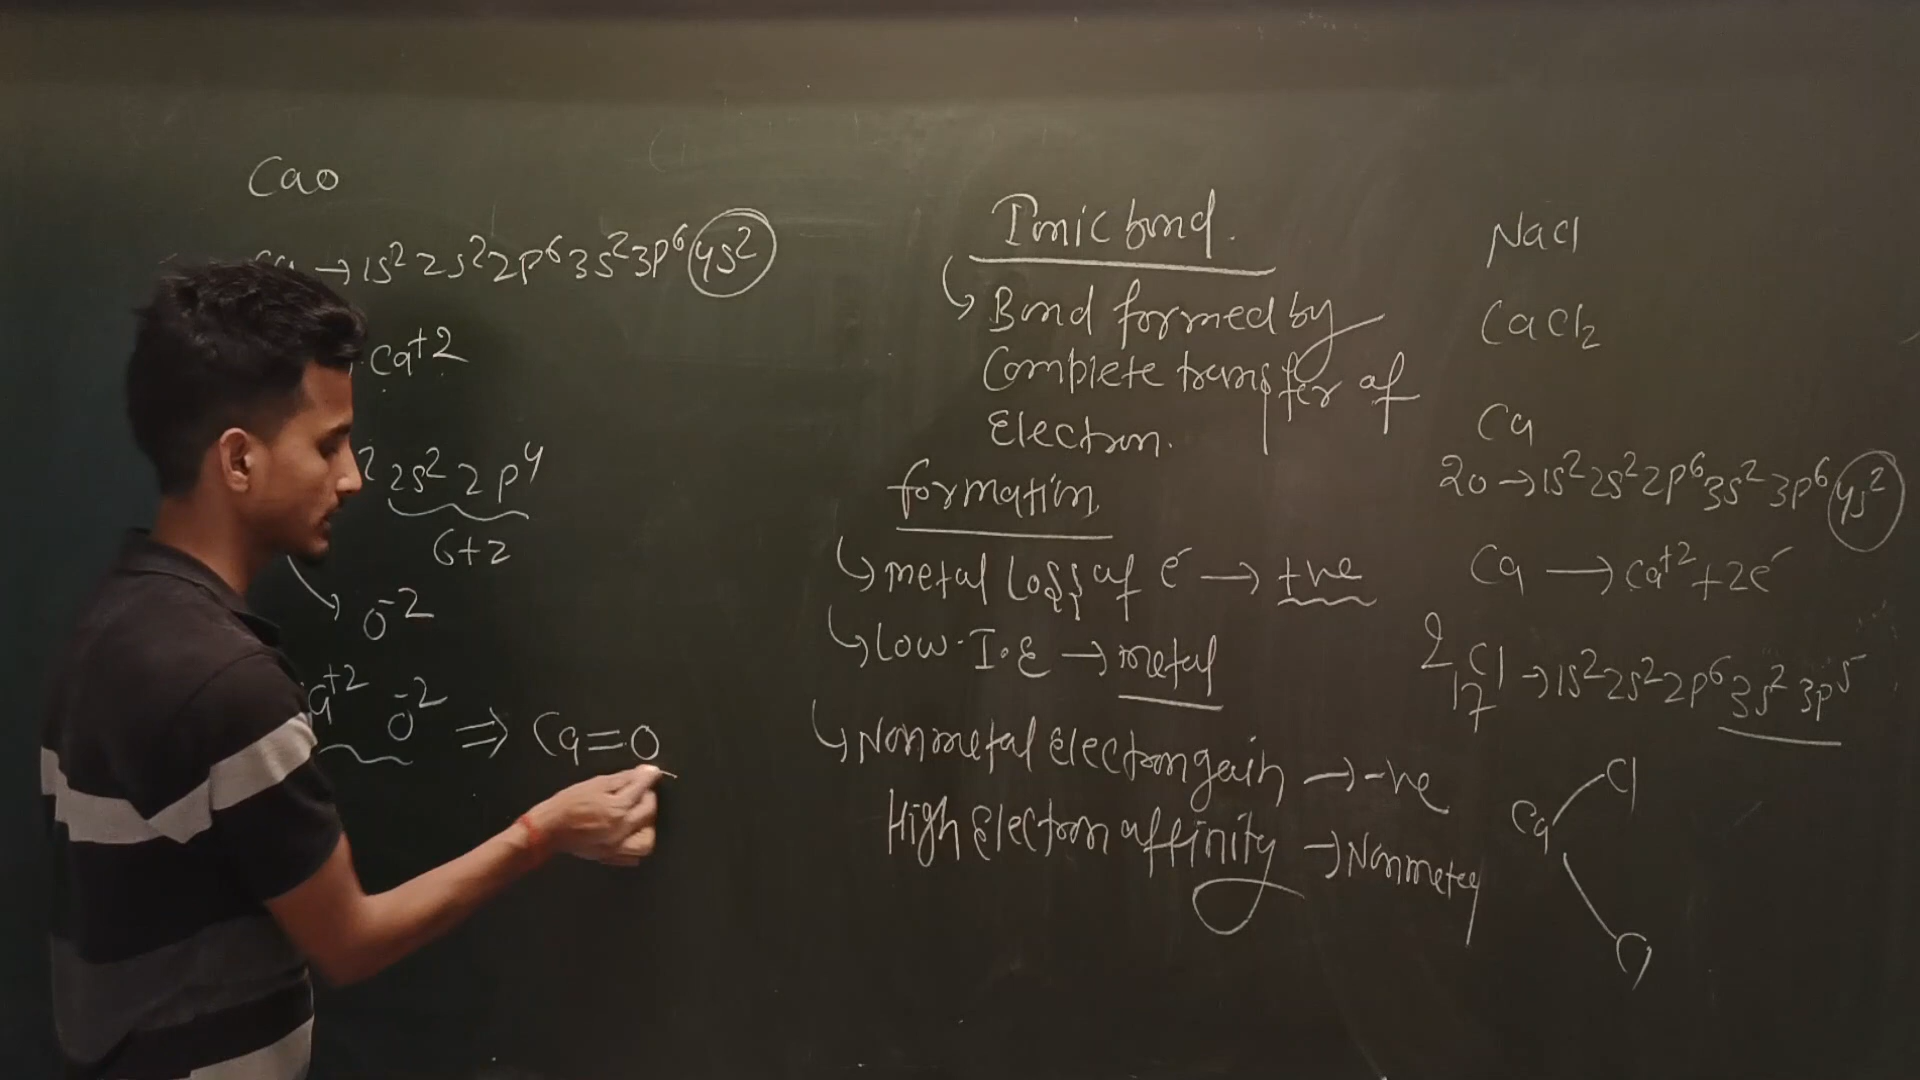 Cao
Ca → 1s² 2s² 2p⁶ 3s² 3p⁶ 4s²
Ca⁺²
² 2s² 2p⁴
6+2
O⁻²
a⁺² O⁻² ⇒ Ca=O
Ionic bond.
Bond formed by
Complete transfer of
Electron.
formation
metal Loss of e⁻ → +ve
Low I.E → metal
Nonmetal Electron gain → -ve
High Electron affinity → Nonmetal
NaCl
CaCl₂
Ca
20 → 1s² 2s² 2p⁶ 3s² 3p⁶ 4s²
Ca → Ca⁺² + 2e⁻
2 Cl → 1s² 2s² 2p⁶ 3s² 3p⁵
17
Cl
Ca
Cl